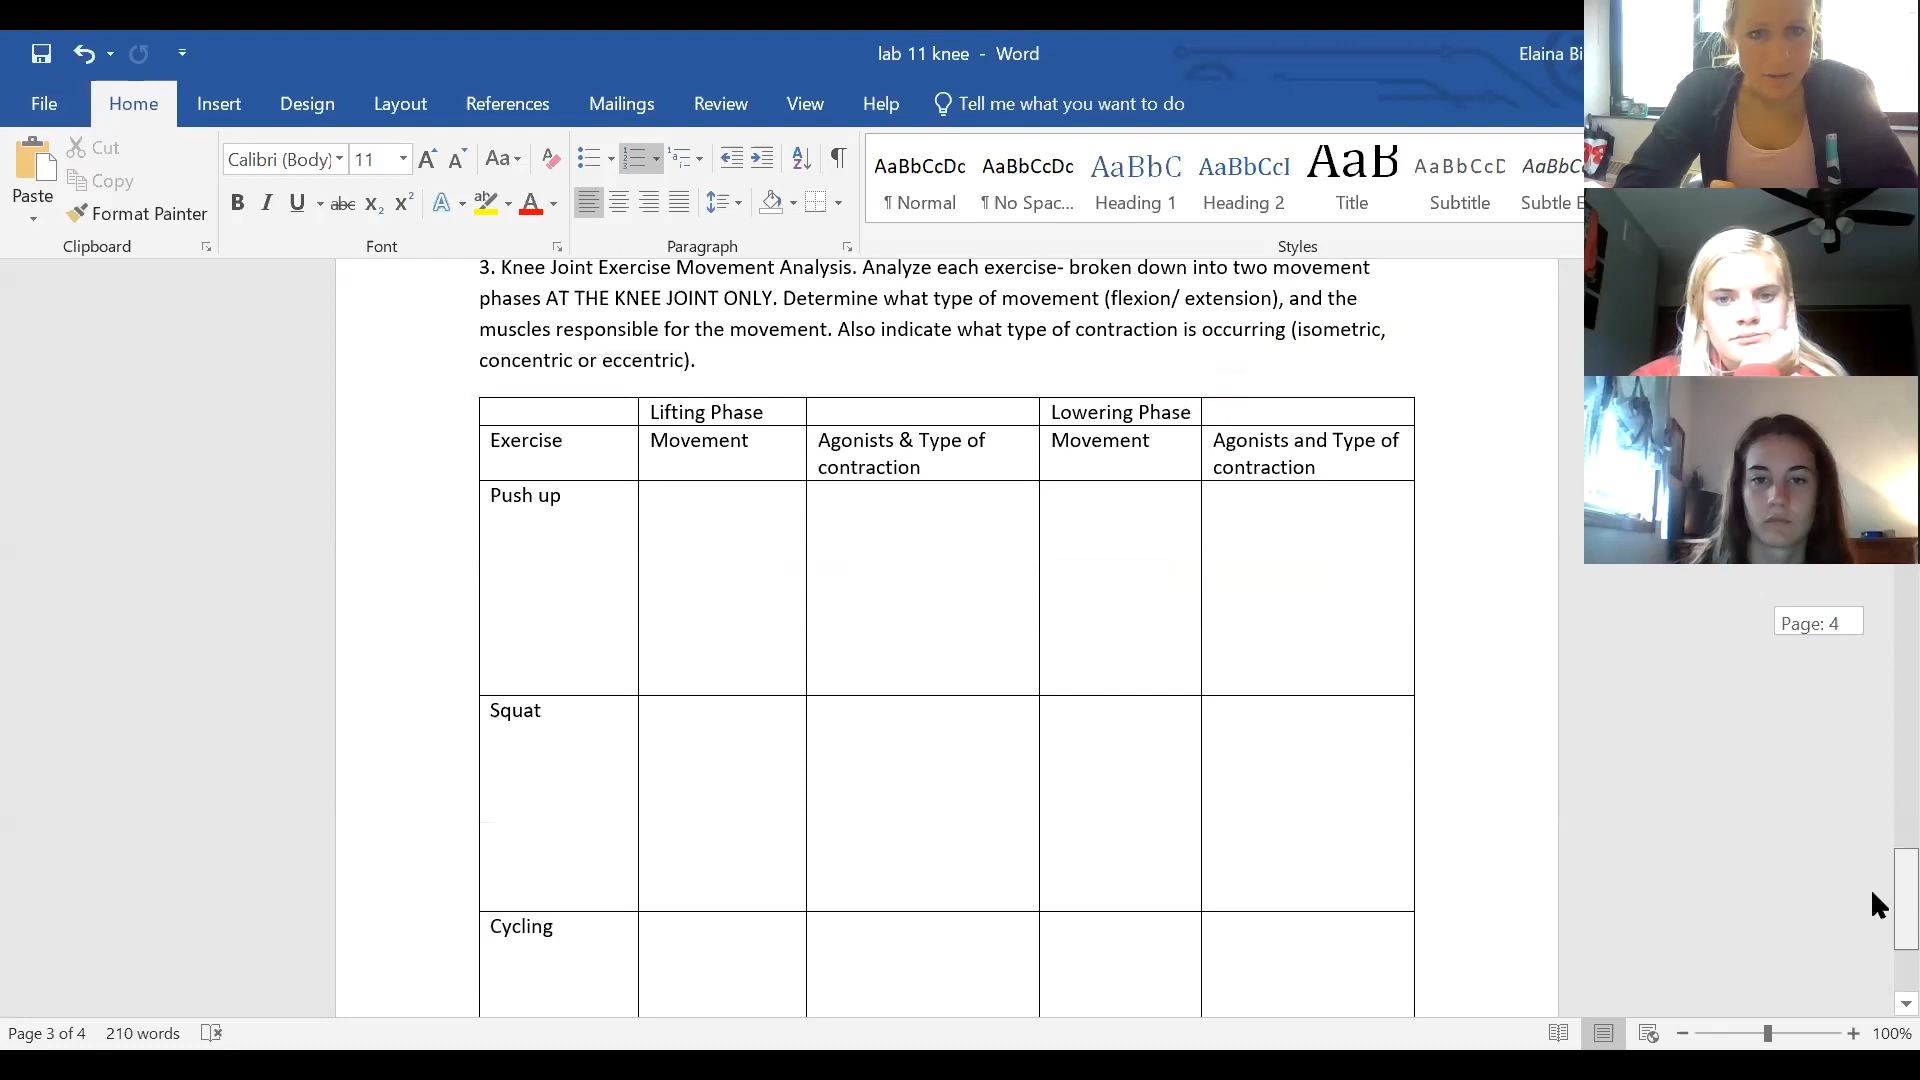 lab 11 knee - Word
Elaina Bi
File Home Insert Design Layout References Mailings Review View Help Tell me what you want to do
Paste
Cut
Copy
Format Painter
Clipboard
Calibri (Body) 11
Font
Paragraph
AaBbCcDc AaBbCcDc AaBbC AaBbCcI AaB AaBbCcD AaBbC
¶ Normal ¶ No Spac... Heading 1 Heading 2 Title Subtitle Subtle E
Styles
3. Knee Joint Exercise Movement Analysis. Analyze each exercise- broken down into two movement
phases AT THE KNEE JOINT ONLY. Determine what type of movement (flexion/ extension), and the
muscles responsible for the movement. Also indicate what type of contraction is occurring (isometric,
concentric or eccentric).
Lifting Phase Lowering Phase
Exercise Movement Agonists & Type of contraction Movement Agonists and Type of contraction
Push up
Squat
Cycling
Page: 4
Page 3 of 4 210 words
100%